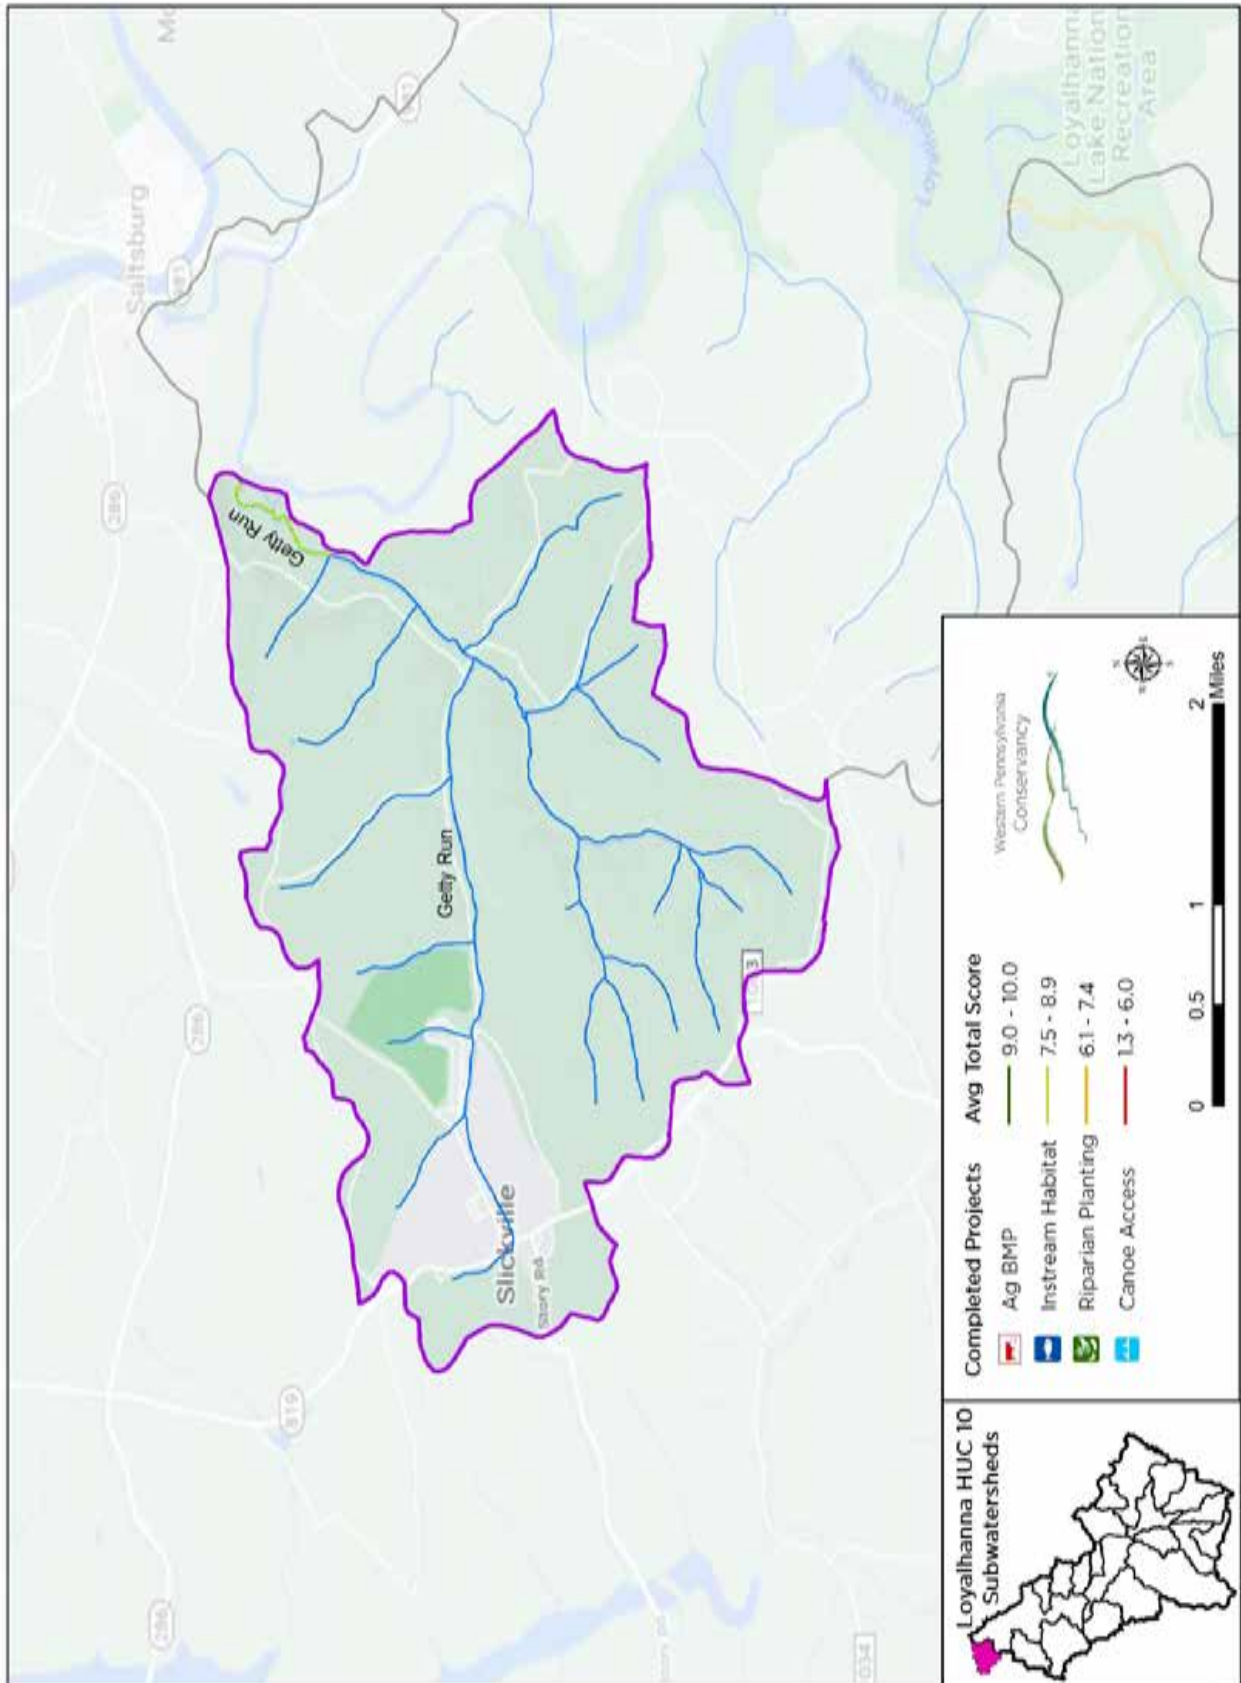 Saltsburg
981
981
286
286
286
819
Getty Run
Getty Run
Slickville
Story Rd
Loyalhanna Creek
Loyalhanna
Lake National
Recreation
Area
034
Loyalhanna HUC 10
Subwatersheds
Completed Projects
Ag BMP
Instream Habitat
Riparian Planting
Canoe Access
Avg Total Score
9.0 - 10.0
7.5 - 8.9
6.1 - 7.4
1.3 - 6.0
Western Pennsylvania
Conservancy
N
E
S
W
0 0.5 1 2
Miles